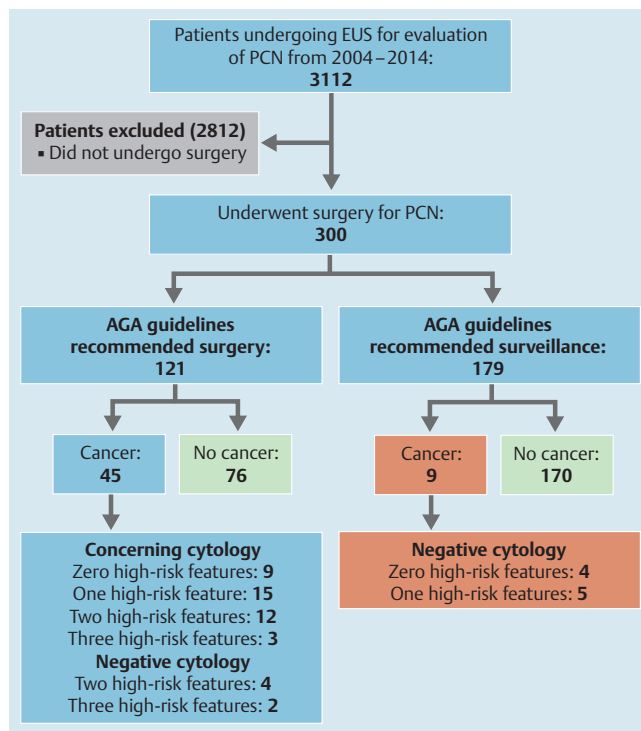 Patients undergoing EUS for evaluation
of PCN from 2004–2014:
3112
Patients excluded (2812)
▪ Did not undergo surgery
Underwent surgery for PCN:
300
AGA guidelines
recommended surgery:
121
AGA guidelines
recommended surveillance:
179
Cancer:
45
No cancer:
76
Cancer:
9
No cancer:
170
Concerning cytology
Zero high-risk features: 9
One high-risk feature: 15
Two high-risk features: 12
Three high-risk features: 3
Negative cytology
Two high-risk features: 4
Three high-risk features: 2
Negative cytology
Zero high-risk features: 4
One high-risk features: 5